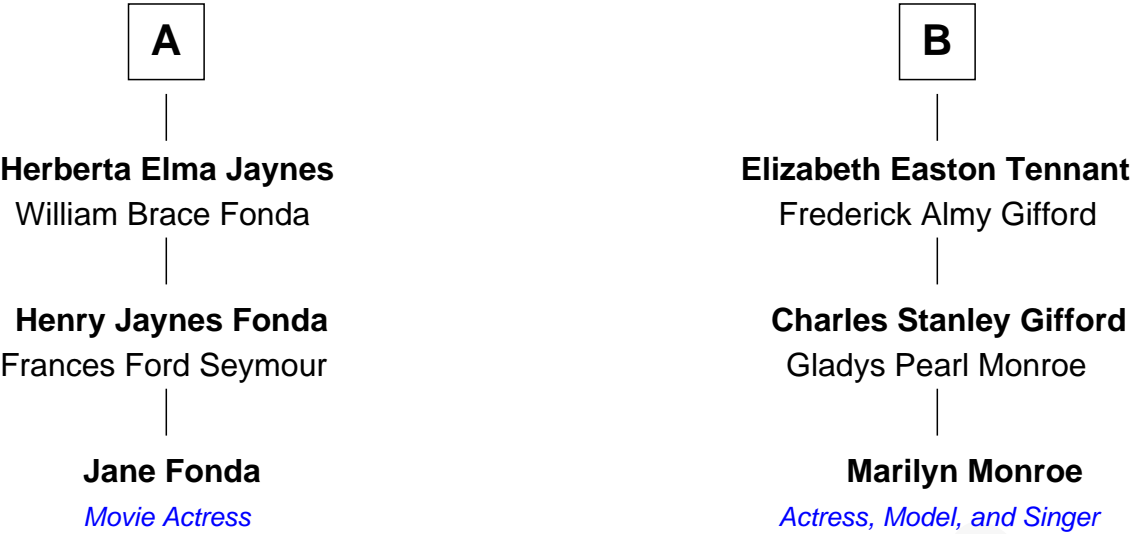 A
B
Herberta Elma Jaynes
Elizabeth Easton Tennant
William Brace Fonda
Frederick Almy Gifford
Henry Jaynes Fonda
Charles Stanley Gifford
Frances Ford Seymour
Gladys Pearl Monroe
Jane Fonda
Marilyn Monroe
Movie Actress
Actress, Model, and Singer